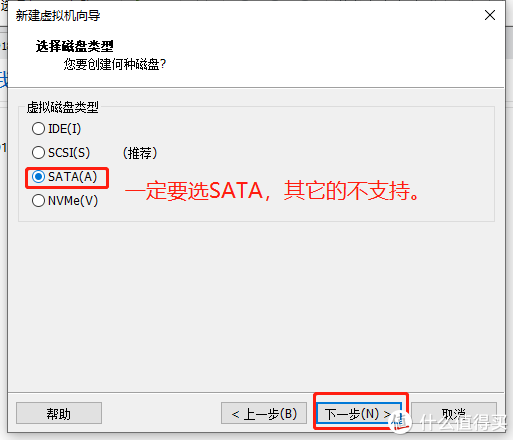 新建虚拟机向导
选择磁盘类型
您要创建何种磁盘?
虚拟磁盘类型
IDE(I)
SCSI(S) (推荐)
SATA(A)
一定要选SATA，其它的不支持。
NVMe(V)
帮助
< 上一步(B)
下一步(N) >
取消
值 什么值得买